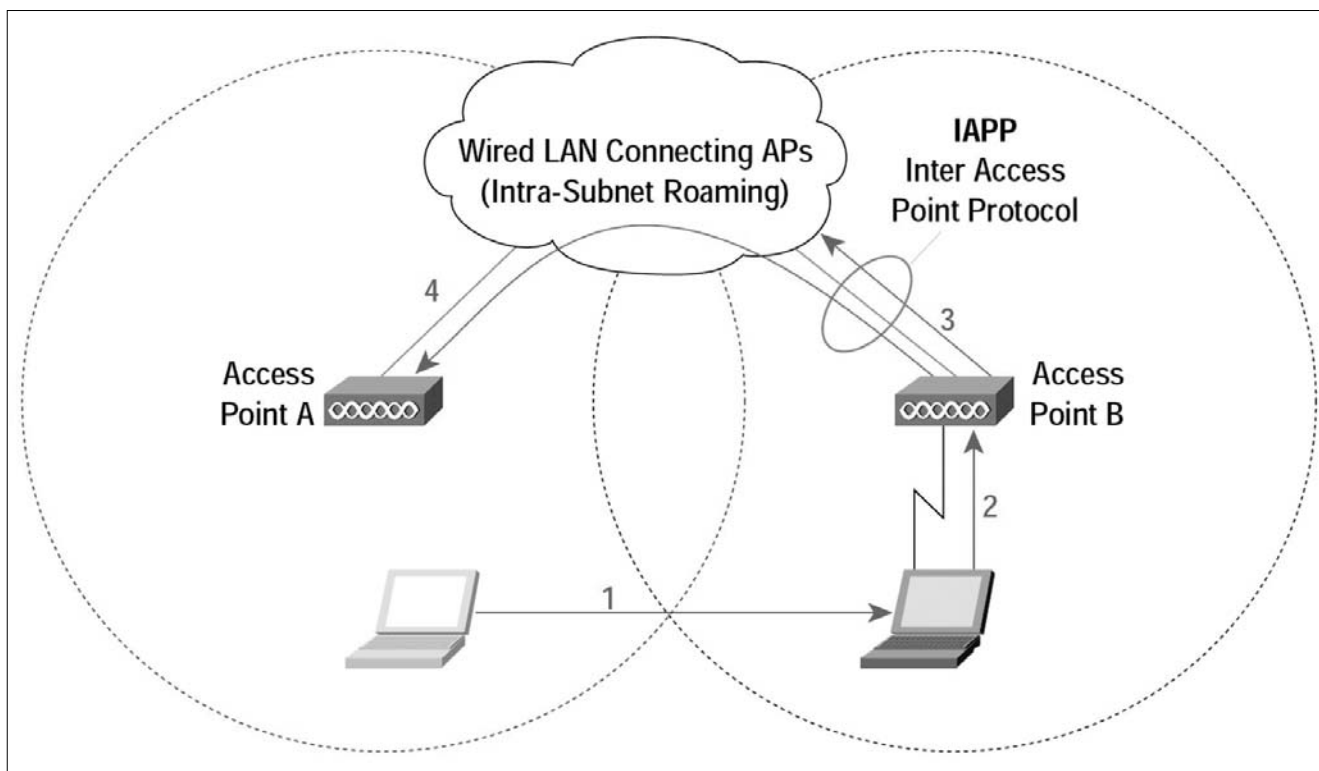 Wired LAN Connecting APs
(Intra-Subnet Roaming)
IAPP
Inter Access
Point Protocol
4
3
Access
Point A
Access
Point B
2
1